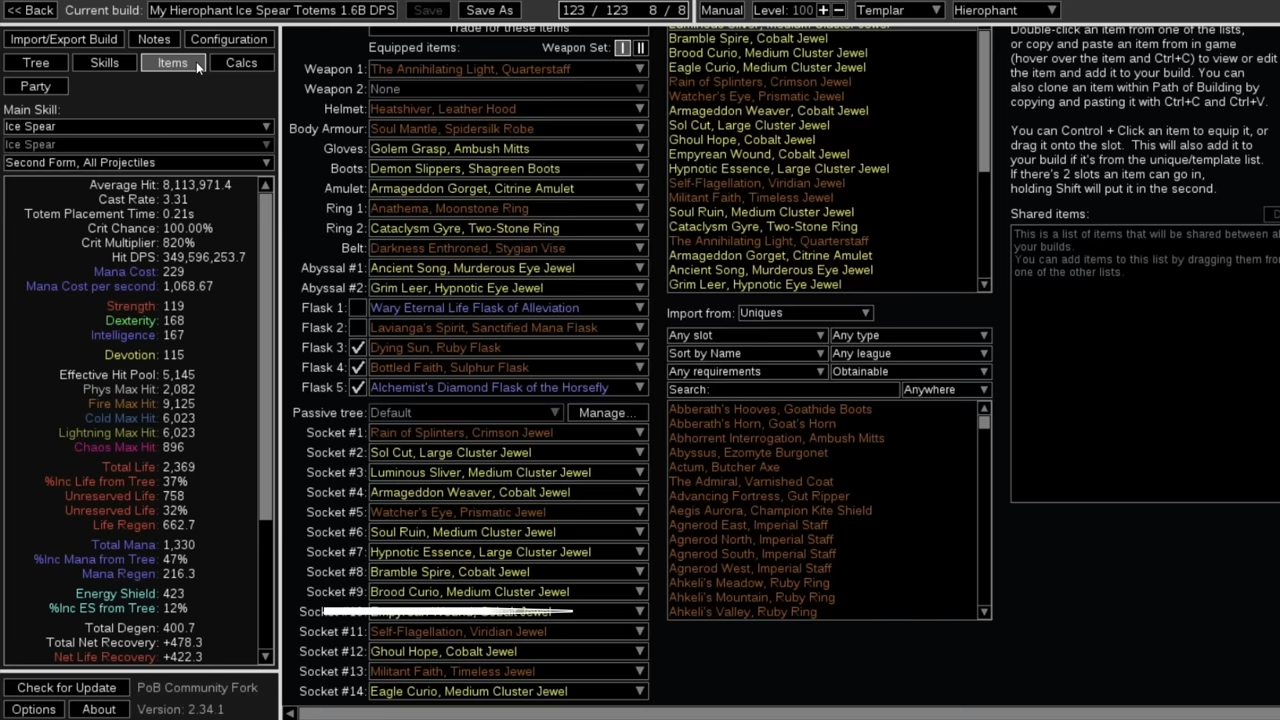 << Back Current build: My Hierophant Ice Spear Totems 1.6B DPS Save Save As 123 / 123 8 / 8 Manual Level: 100 + - Templar Hierophant
Import/Export Build Notes Configuration
Tree Skills Items Calcs
Party
Main Skill:
Ice Spear
Ice Spear
Second Form, All Projectiles
Average Hit: 8,113,971.4
Cast Rate: 3.31
Totem Placement Time: 0.21s
Crit Chance: 100.00%
Crit Multiplier: 820%
Hit DPS: 349,596,253.7
Mana Cost: 229
Mana Cost per second: 1,068.67
Strength: 119
Dexterity: 168
Intelligence: 167
Devotion: 115
Effective Hit Pool: 5,145
Phys Max Hit: 2,082
Fire Max Hit: 9,125
Cold Max Hit: 6,023
Lightning Max Hit: 6,023
Chaos Max Hit: 896
Total Life: 2,369
%Inc Life from Tree: 37%
Unreserved Life: 758
Unreserved Life: 32%
Life Regen: 662.7
Total Mana: 1,330
%Inc Mana from Tree: 47%
Mana Regen: 216.3
Energy Shield: 423
%Inc ES from Tree: 12%
Total Degen: 400.7
Total Net Recovery: +478.3
Net Life Recovery: +422.3
Check for Update PoB Community Fork
Options About Version: 2.34.1
Trade for these items
Equipped items: Weapon Set: I II
Weapon 1: The Annihilating Light, Quarterstaff
Weapon 2: None
Helmet: Heatshiver, Leather Hood
Body Armour: Soul Mantle, Spidersilk Robe
Gloves: Golem Grasp, Ambush Mitts
Boots: Demon Slippers, Shagreen Boots
Amulet: Armageddon Gorget, Citrine Amulet
Ring 1: Anathema, Moonstone Ring
Ring 2: Cataclysm Gyre, Two-Stone Ring
Belt: Darkness Enthroned, Stygian Vise
Abyssal #1: Ancient Song, Murderous Eye Jewel
Abyssal #2: Grim Leer, Hypnotic Eye Jewel
Flask 1: Wary Eternal Life Flask of Alleviation
Flask 2: Lavianga's Spirit, Sanctified Mana Flask
Flask 3: Dying Sun, Ruby Flask
Flask 4: Bottled Faith, Sulphur Flask
Flask 5: Alchemist's Diamond Flask of the Horsefly
Passive tree: Default Manage...
Socket #1: Rain of Splinters, Crimson Jewel
Socket #2: Sol Cut, Large Cluster Jewel
Socket #3: Luminous Sliver, Medium Cluster Jewel
Socket #4: Armageddon Weaver, Cobalt Jewel
Socket #5: Watcher's Eye, Prismatic Jewel
Socket #6: Soul Ruin, Medium Cluster Jewel
Socket #7: Hypnotic Essence, Large Cluster Jewel
Socket #8: Bramble Spire, Cobalt Jewel
Socket #9: Brood Curio, Medium Cluster Jewel
Socket #11: Self-Flagellation, Viridian Jewel
Socket #12: Ghoul Hope, Cobalt Jewel
Socket #13: Militant Faith, Timeless Jewel
Socket #14: Eagle Curio, Medium Cluster Jewel
Luminous Sliver, Medium Cluster Jewel
Bramble Spire, Cobalt Jewel
Brood Curio, Medium Cluster Jewel
Eagle Curio, Medium Cluster Jewel
Rain of Splinters, Crimson Jewel
Watcher's Eye, Prismatic Jewel
Armageddon Weaver, Cobalt Jewel
Sol Cut, Large Cluster Jewel
Ghoul Hope, Cobalt Jewel
Empyrean Wound, Cobalt Jewel
Hypnotic Essence, Large Cluster Jewel
Self-Flagellation, Viridian Jewel
Militant Faith, Timeless Jewel
Soul Ruin, Medium Cluster Jewel
Cataclysm Gyre, Two-Stone Ring
The Annihilating Light, Quarterstaff
Armageddon Gorget, Citrine Amulet
Ancient Song, Murderous Eye Jewel
Grim Leer, Hypnotic Eye Jewel
Import from: Uniques
Any slot Any type
Sort by Name Any league
Any requirements Obtainable
Search: Anywhere
Abberath's Hooves, Goathide Boots
Abberath's Horn, Goat's Horn
Abhorrent Interrogation, Ambush Mitts
Abyssus, Ezomyte Burgonet
Actum, Butcher Axe
The Admiral, Varnished Coat
Advancing Fortress, Gut Ripper
Aegis Aurora, Champion Kite Shield
Agnerod East, Imperial Staff
Agnerod North, Imperial Staff
Agnerod South, Imperial Staff
Agnerod West, Imperial Staff
Ahkeli's Meadow, Ruby Ring
Ahkeli's Mountain, Ruby Ring
Ahkeli's Valley, Ruby Ring
Double-click an item from one of the lists,
or copy and paste an item from in game
(hover over the item and Ctrl+C) to view or edit
the item and add it to your build. You can
also clone an item within Path of Building by
copying and pasting it with Ctrl+C and Ctrl+V.
You can Control + Click an item to equip it, or
drag it onto the slot. This will also add it to
your build if it's from the unique/template list.
If there's 2 slots an item can go in,
holding Shift will put it in the second.
Shared items:
This is a list of items that will be shared between al
your builds.
You can add items to this list by dragging them from
one of the other lists.